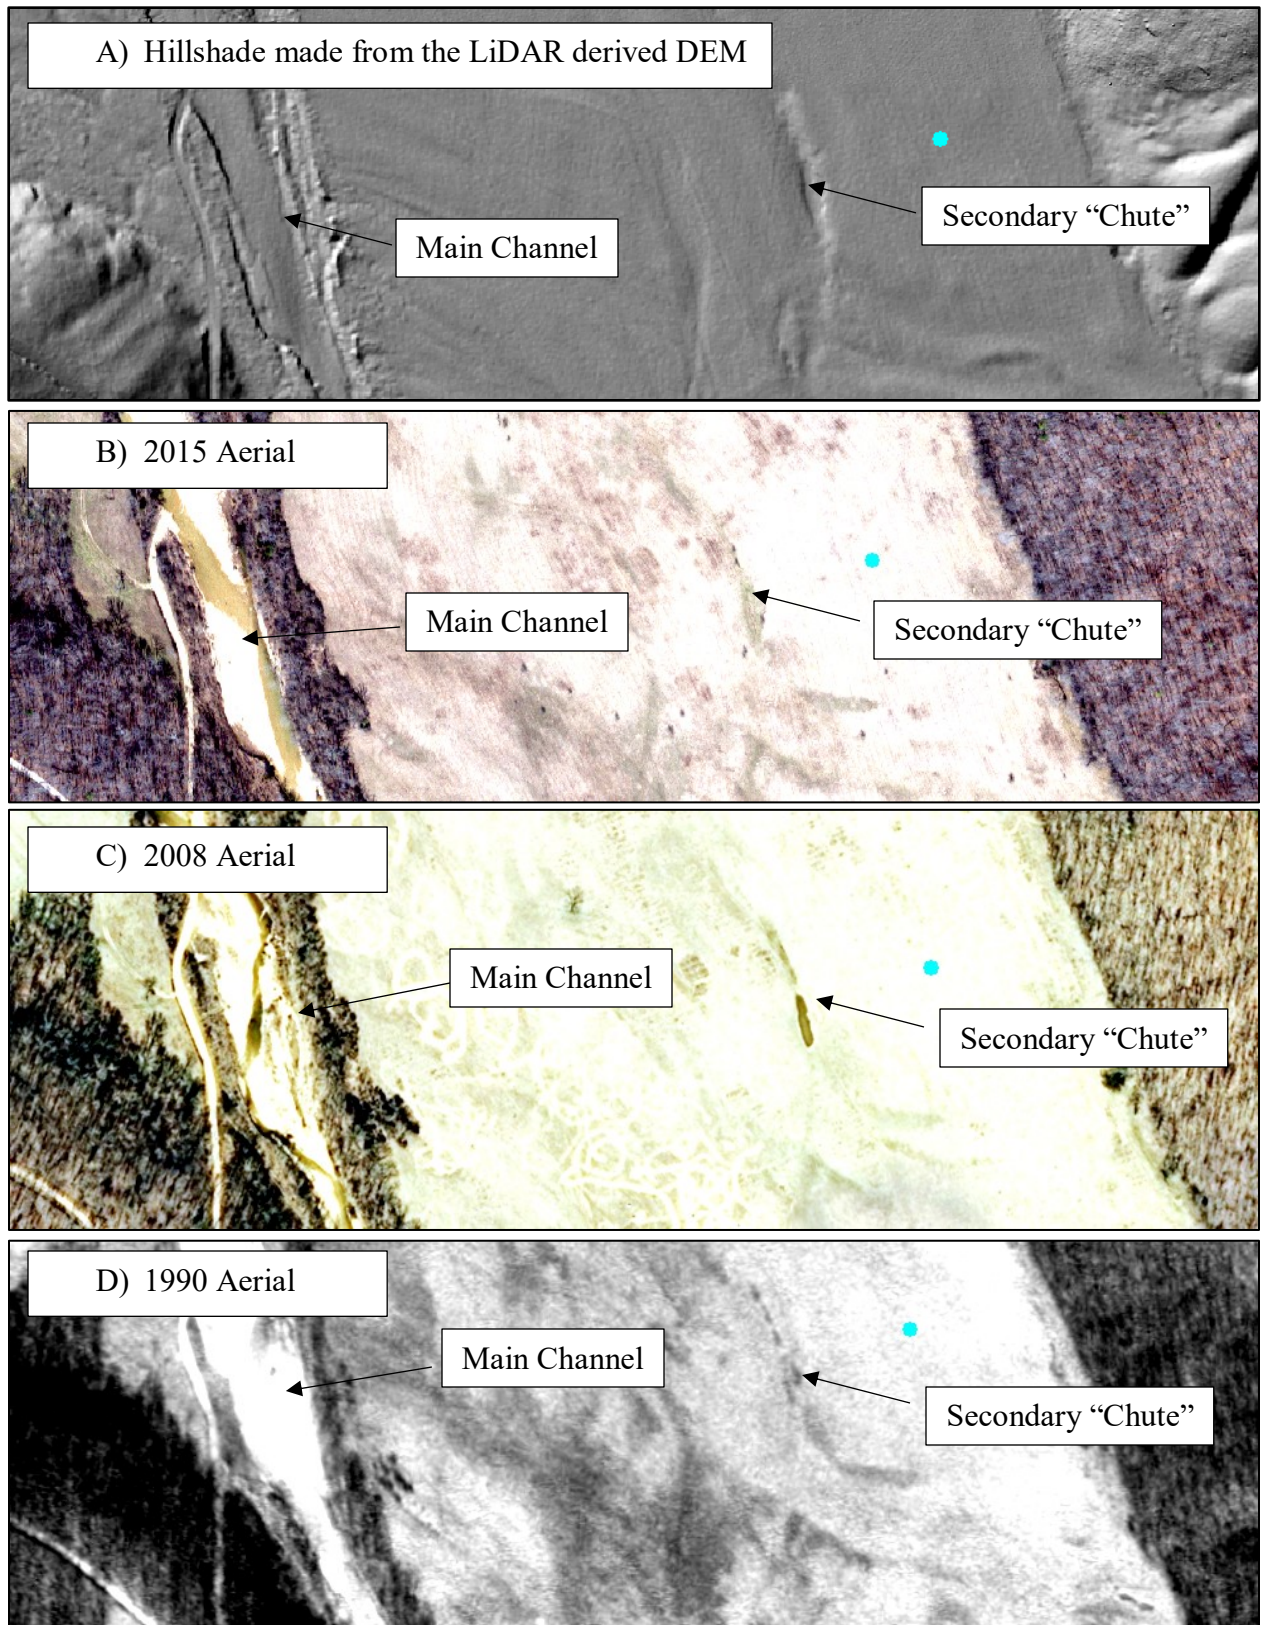 A) Hillshade made from the LiDAR derived DEM
Secondary “Chute”
Main Channel
B) 2015 Aerial
Main Channel
Secondary “Chute”
C) 2008 Aerial
Main Channel
Secondary “Chute”
D) 1990 Aerial
Main Channel
Secondary “Chute”